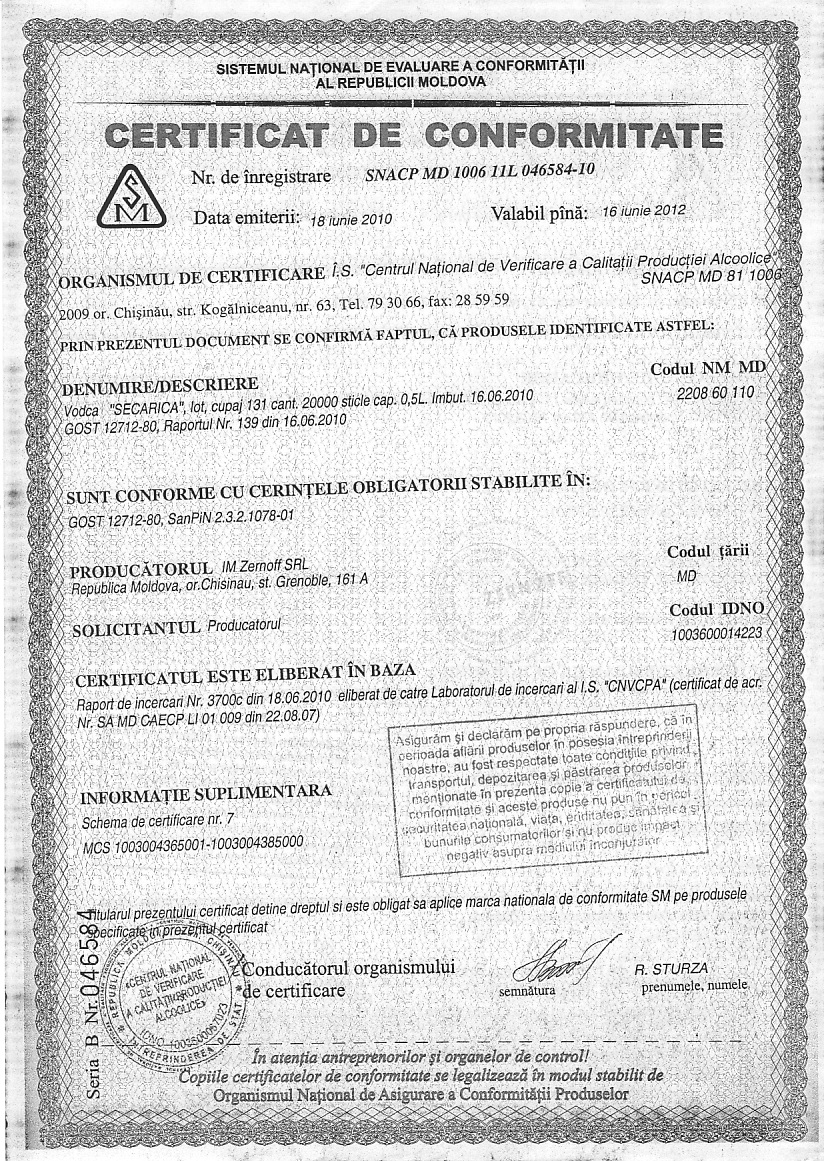 SISTEMUL NAȚIONAL DE EVALUARE A CONFORMITĂȚII
AL REPUBLICII MOLDOVA
CERTIFICAT DE CONFORMITATE
SM
Nr. de înregistrare SNACP MD 1006 11L 046584-10
Data emiterii: 18 iunie 2010 Valabil pînă: 16 iunie 2012
ORGANISMUL DE CERTIFICARE Î.S. "Centrul Național de Verificare a Calitații Producției Alcoolice"
SNACP MD 81 1006
2009 or. Chișinău, str. Kogălniceanu, nr. 63, Tel. 79 30 66, fax: 28 59 59
PRIN PREZENTUL DOCUMENT SE CONFIRMĂ FAPTUL, CĂ PRODUSELE IDENTIFICATE ASTFEL:
DENUMIRE/DESCRIERE Codul NM MD
Vodca "SECARICA", lot, cupaj 131 cant. 20000 sticle cap. 0,5L. Imbut. 16.06.2010 2208 60 110
GOST 12712-80, Raportul Nr. 139 din 16.06.2010
SUNT CONFORME CU CERINȚELE OBLIGATORII STABILITE ÎN:
GOST 12712-80, SanPiN 2.3.2.1078-01
PRODUCĂTORUL IM Zernoff SRL Codul țării
Republica Moldova, or.Chisinau, st. Grenoble, 161 A MD
ZERNOFF
SOLICITANTUL Producatorul Codul IDNO
1003600014223
CERTIFICATUL ESTE ELIBERAT ÎN BAZA
Raport de incercari Nr. 3700c din 18.06.2010 eliberat de catre Laboratorul de incercari al I.S. "CNVCPA" (certificat de acr.
Nr. SA MD CAECP LI 01 009 din 22.08.07)
Asigurăm și declarăm pe propria răspundere, că în
perioada aflării produselor în posesia întreprinderii
noastre, au fost respectate toate condițiile privind
transportul, depozitarea și păstrarea produselor
menționate în prezenta copie a certificatului de
conformitate și aceste produse nu pun în pericol
securitatea națională, viața, eriditatea, sănătatea și
bunurile consumatorilor și nu produc impact
negativ asupra mediului înconjurător
INFORMAȚIE SUPLIMENTARA
Schema de certificare nr. 7
MCS 1003004365001-1003004385000
Titularul prezentului certificat detine dreptul si este obligat sa aplice marca nationala de conformitate SM pe produsele
specificate in prezentul certificat
Seria B Nr. 046584
REPUBLICA MOLDOVA CHIȘINĂU
ÎNTREPRINDEREA DE STAT
«CENTRUL NAȚIONAL
DE VERIFICARE
A CALITĂȚII PRODUCȚIEI
ALCOOLICE»
Conducătorul organismului
de certificare
semnătura
R. STURZA
prenumele, numele
În atenția antreprenorilor și organelor de control!
Copiile certificatelor de conformitate se legalizează în modul stabilit de
Organismul Național de Asigurare a Conformității Produselor